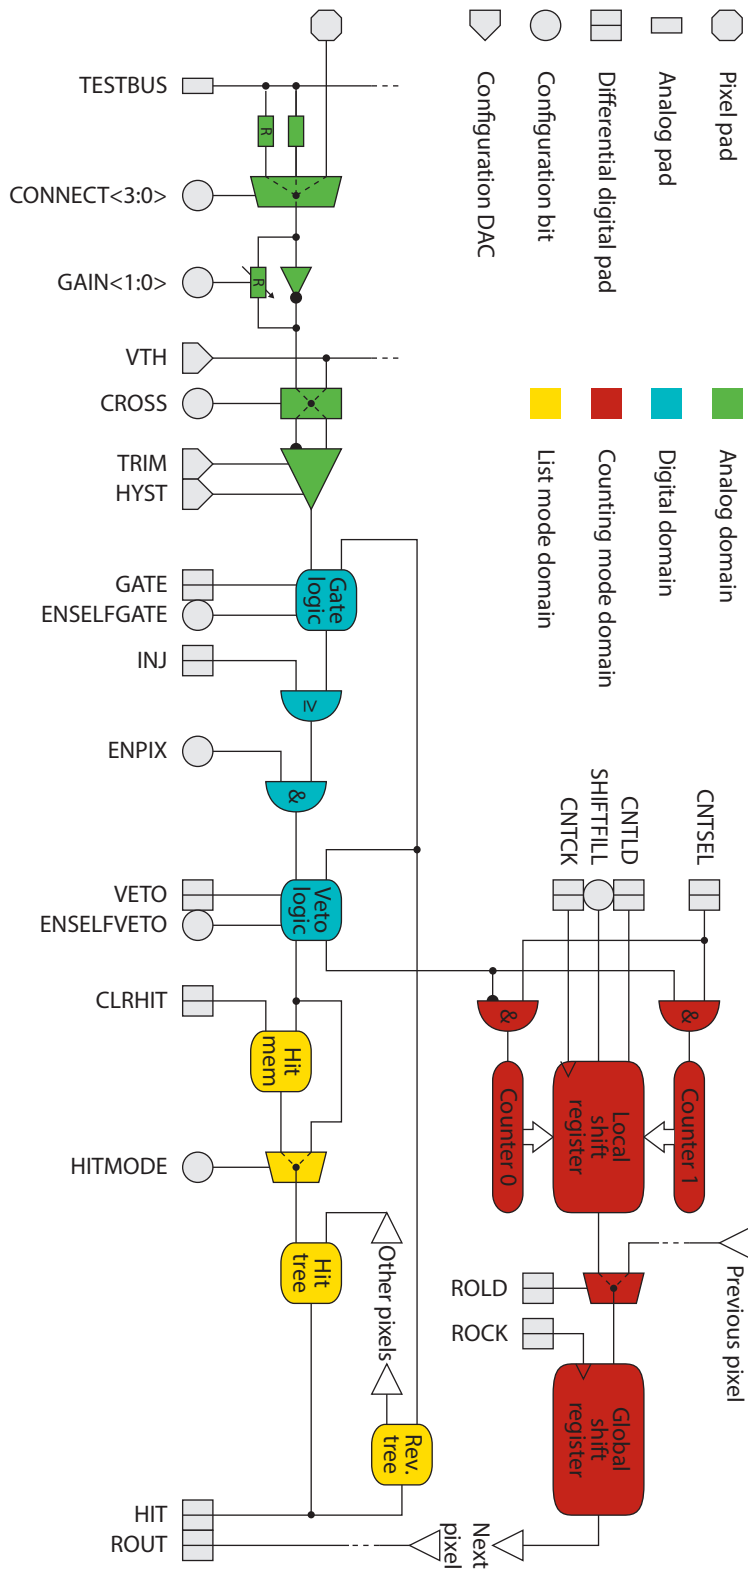 Pixel pad
Analog pad
Differential digital pad
Configuration bit
Configuration DAC
Analog domain
Digital domain
Counting mode domain
List mode domain
TESTBUS
R
CONNECT<3:0>
GAIN<1:0>
R
VTH
CROSS
TRIM
HYST
GATE
ENSELFGATE
Gate
logic
INJ
≥
ENPIX
&
VETO
ENSELFVETO
Veto
logic
CNTSEL
CNTLD
SHIFTFILL
CNTCK
&
&
CLRHIT
Hit
mem
Counter 1
Local
shift
register
Counter 0
HITMODE
Hit
tree
Other pixels
Previous pixel
ROLD
ROCK
Global
shift
register
Rev.
tree
HIT
ROUT
Next
pixel